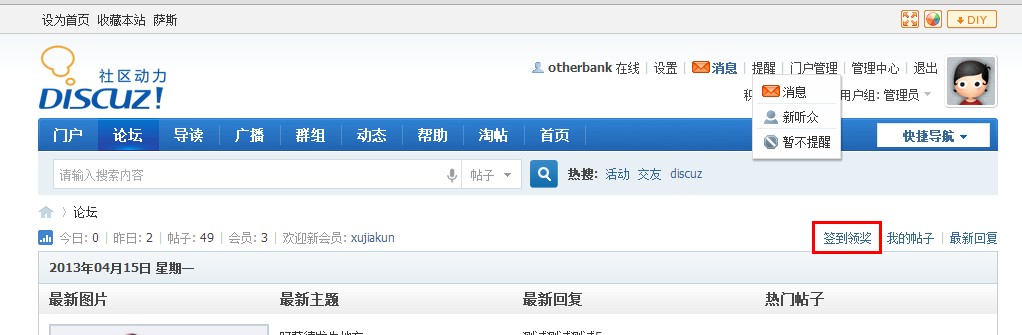 设为首页 收藏本站 萨斯
DIY
社区动力
DISCUZ!
otherbank 在线 | 设置 | 消息 | 提醒 | 门户管理 | 管理中心 | 退出
积 用户组: 管理员
消息
新听众
暂不提醒
门户 论坛 导读 广播 群组 动态 帮助 淘帖 首页 快捷导航
请输入搜索内容 帖子 热搜: 活动 交友 discuz
论坛
今日: 0 | 昨日: 2 | 帖子: 49 | 会员: 3 | 欢迎新会员: xujiakun 签到领奖 我的帖子 | 最新回复
2013年04月15日 星期一
最新图片 最新主题 最新回复 热门帖子